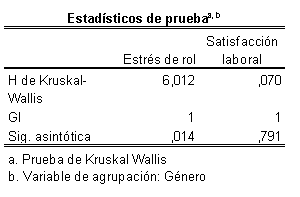 Estadísticos de prueba a, b
Estrés de rol Satisfacción laboral
H de Kruskal-Wallis 6,012 ,070
Gl 1 1
Sig. asintótica ,014 ,791
a. Prueba de Kruskal Wallis
b. Variable de agrupación: Género